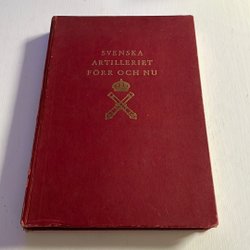 SVENSKA
ARTILLERIET
FÖRR OCH NU